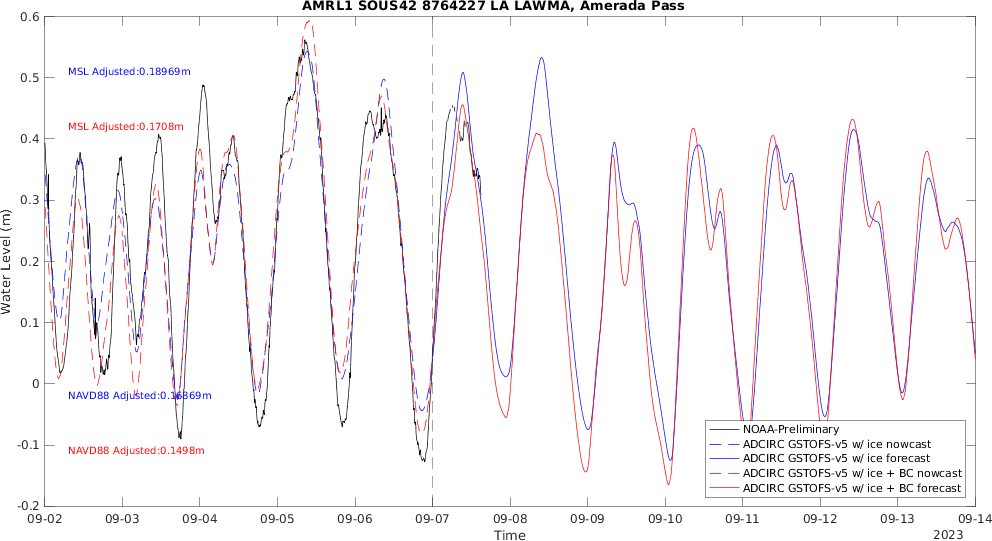 AMRL1 SOUS42 8764227 LA LAWMA, Amerada Pass
Water Level (m)
0.6
0.5
0.4
0.3
0.2
0.1
0
-0.1
-0.2
MSL Adjusted:0.18969m
MSL Adjusted:0.1708m
NAVD88 Adjusted:0.16869m
NAVD88 Adjusted:0.1498m
NOAA-Preliminary
ADCIRC GSTOFS-v5 w/ ice nowcast
ADCIRC GSTOFS-v5 w/ ice forecast
ADCIRC GSTOFS-v5 w/ ice + BC nowcast
ADCIRC GSTOFS-v5 w/ ice + BC forecast
09-02 09-03 09-04 09-05 09-06 09-07 09-08 09-09 09-10 09-11 09-12 09-13 09-14
Time
2023